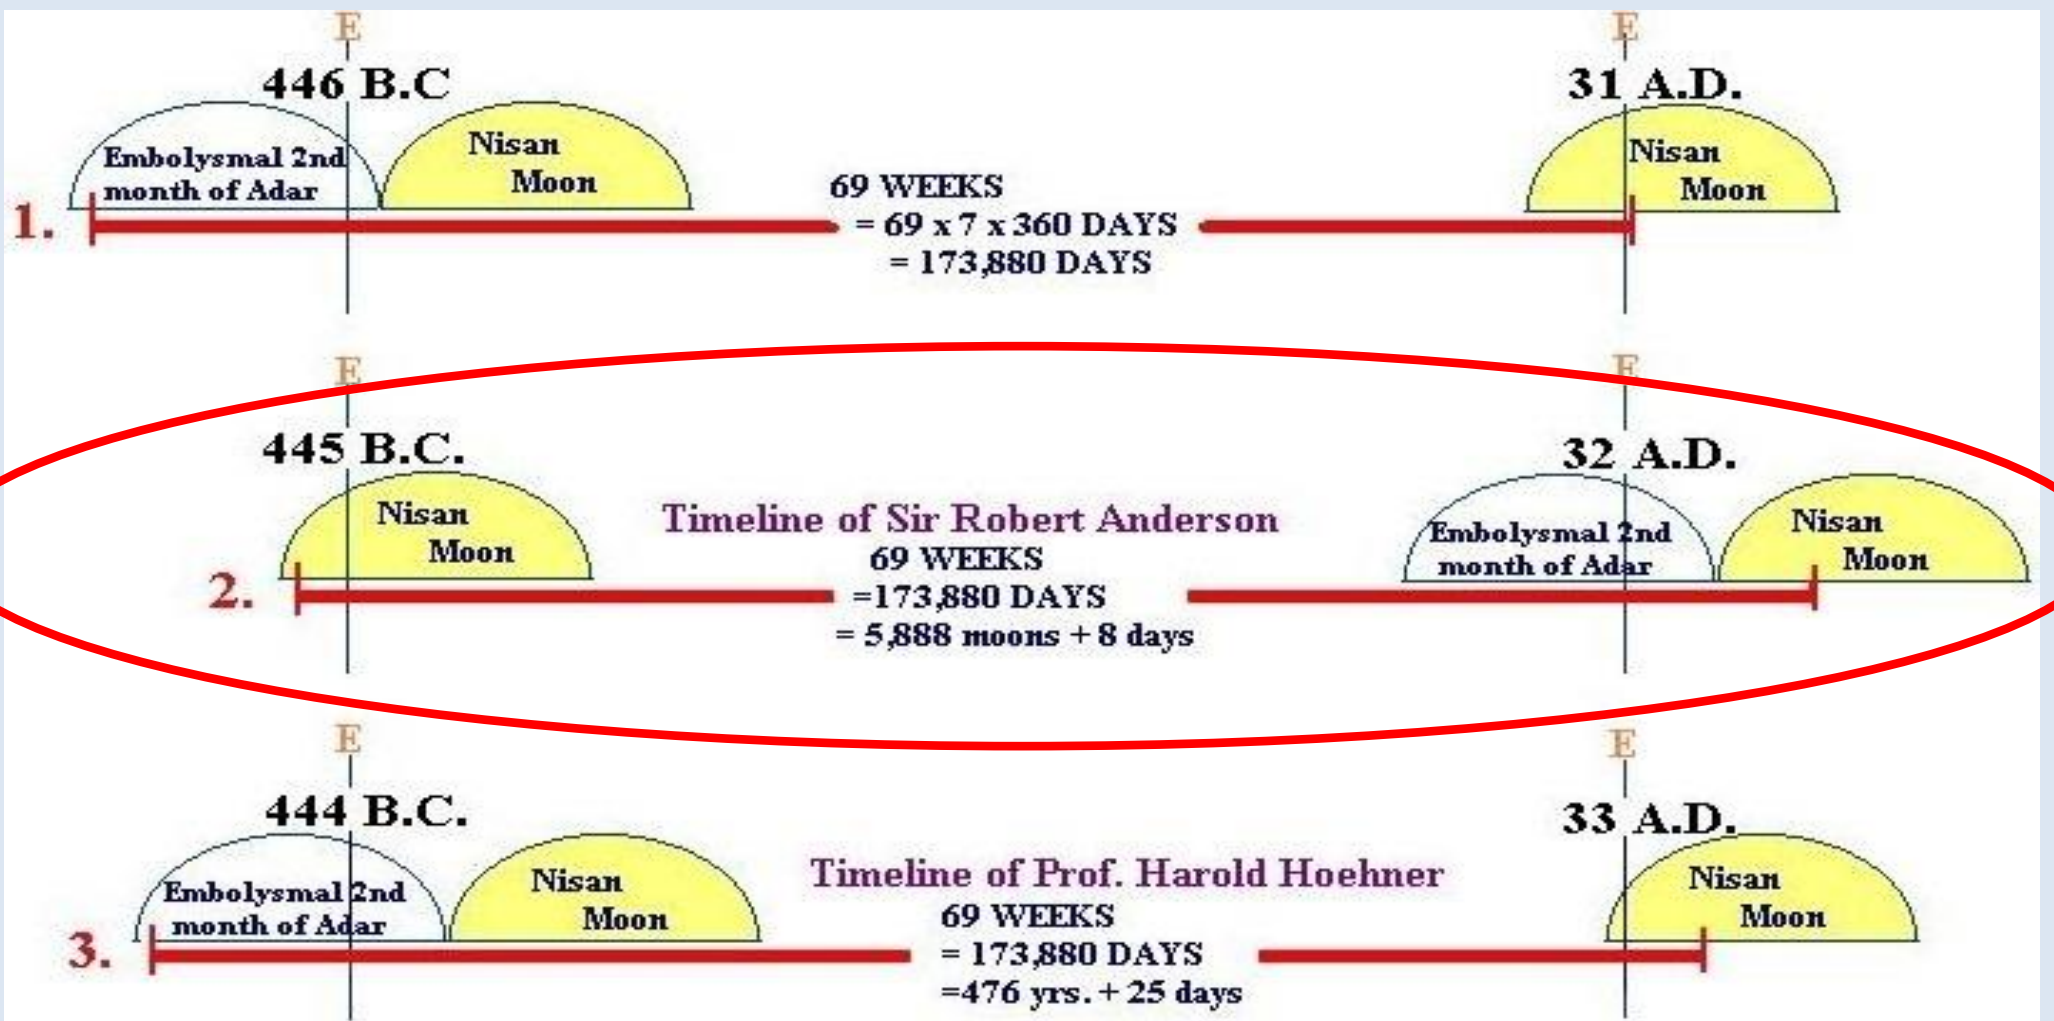 E
E
446 B.C
31 A.D.
Embolysmal 2nd
month of Adar
Nisan
Moon
Nisan
Moon
1.
69 WEEKS
= 69 x 7 x 360 DAYS
= 173,880 DAYS
E
E
445 B.C.
32 A.D.
Nisan
Moon
Timeline of Sir Robert Anderson
Embolysmal 2nd
month of Adar
Nisan
Moon
2.
69 WEEKS
=173,880 DAYS
= 5,888 moons + 8 days
E
E
444 B.C.
33 A.D.
Embolysmal 2nd
month of Adar
Nisan
Moon
Timeline of Prof. Harold Hoehner
Nisan
Moon
3.
69 WEEKS
= 173,880 DAYS
=476 yrs. + 25 days